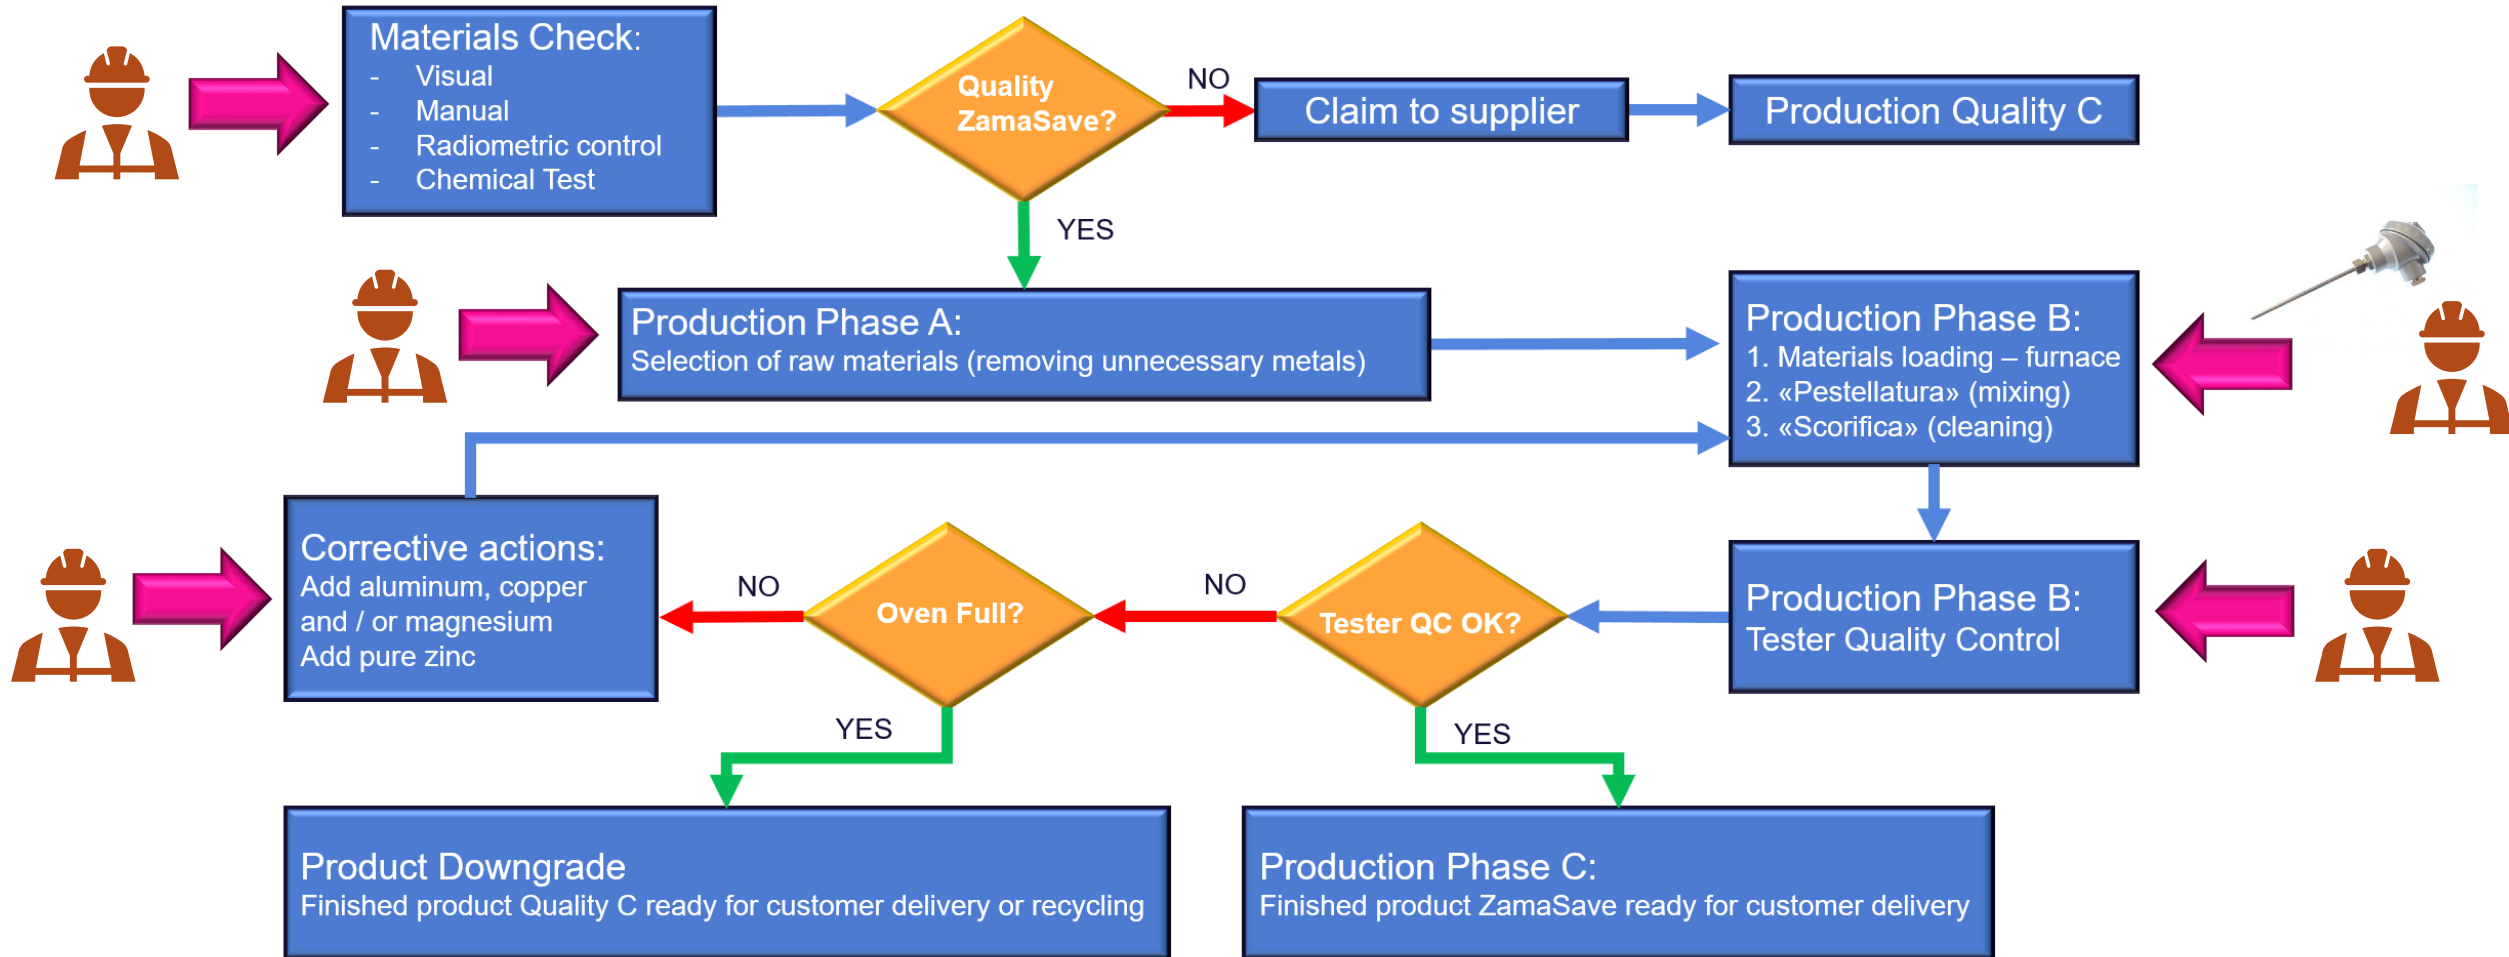 Materials Check:
- Visual
- Manual
- Radiometric control
- Chemical Test
Quality
ZamaSave?
NO
Claim to supplier
Production Quality C
YES
Production Phase A:
Selection of raw materials (removing unnecessary metals)
Production Phase B:
1. Materials loading – furnace
2. «Pestellatura» (mixing)
3. «Scorifica» (cleaning)
Corrective actions:
Add aluminum, copper
and / or magnesium
Add pure zinc
NO
Oven Full?
NO
Tester QC OK?
Production Phase B:
Tester Quality Control
YES
YES
Product Downgrade
Finished product Quality C ready for customer delivery or recycling
Production Phase C:
Finished product ZamaSave ready for customer delivery